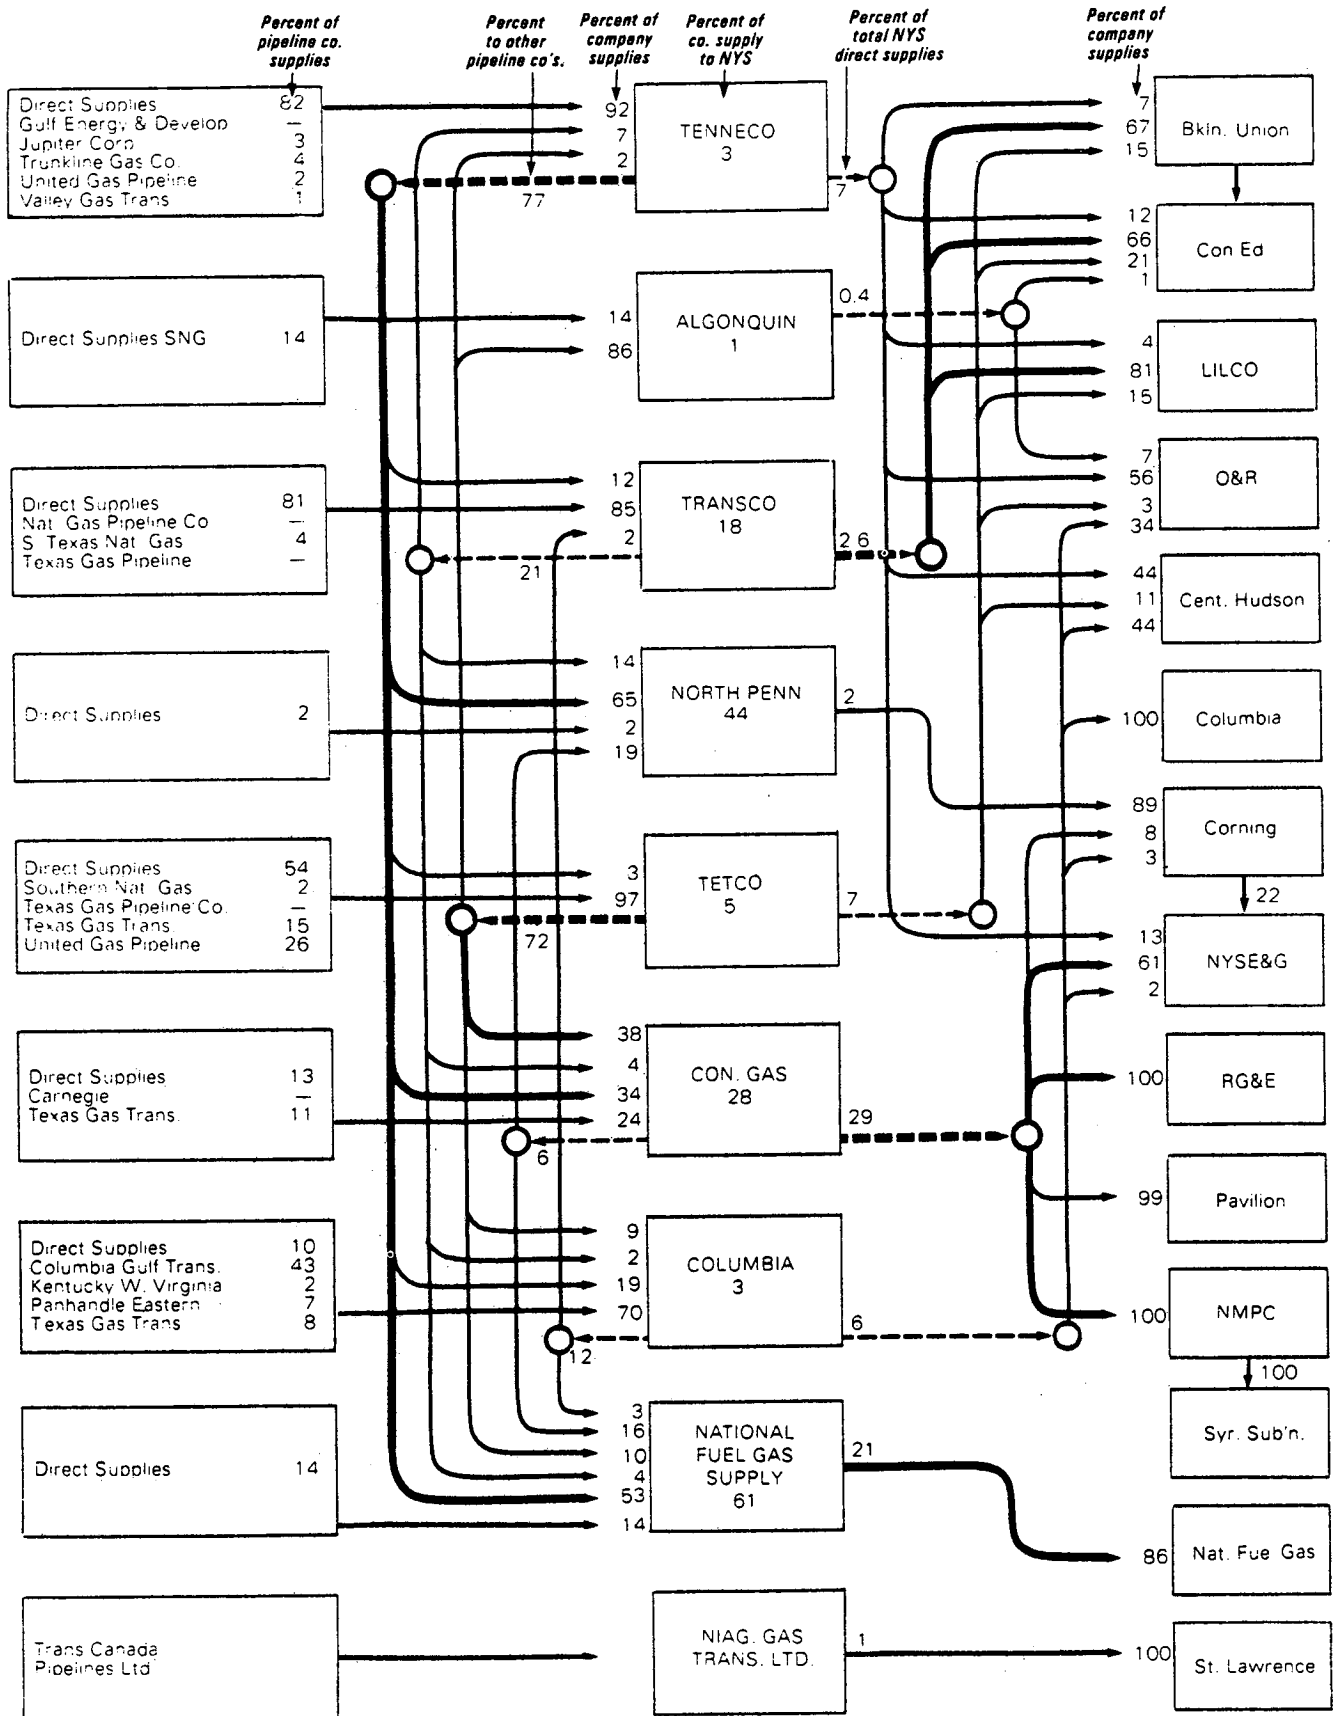 Percent of
pipeline co.
supplies
Percent
to other
pipeline co's.
Percent of
company
supplies
Percent of
co. supply
to NYS
Percent of
total NYS
direct supplies
Percent of
company
supplies
Direct Supplies 82
Gulf Energy & Develop —
Jupiter Corp 3
Trunkline Gas Co. 4
United Gas Pipeline 2
Valley Gas Trans 1
92
7
2
77
TENNECO
3
7
7
67
15
Bkln. Union
12
66
21
1
Con Ed
Direct Supplies SNG 14
14
86
ALGONQUIN
1
0.4
4
81
15
LILCO
7
56
3
34
O&R
Direct Supplies 81
Nat Gas Pipeline Co —
S Texas Nat Gas 4
Texas Gas Pipeline —
12
85
2
21
TRANSCO
18
2 6
44
11
44
Cent. Hudson
Direct Supplies 2
14
65
2
19
NORTH PENN
44
2
100
Columbia
89
8
3
Corning
22
Direct Supplies 54
Southern Nat Gas 2
Texas Gas Pipeline Co. —
Texas Gas Trans. 15
United Gas Pipeline 26
3
97
72
TETCO
5
7
13
61
2
NYSE&G
Direct Supplies 13
Carnegie —
Texas Gas Trans. 11
38
4
34
24
6
CON. GAS
28
29
100
RG&E
99
Pavilion
Direct Supplies 10
Columbia Gulf Trans. 43
Kentucky W. Virginia 2
Panhandle Eastern 7
Texas Gas Trans 8
9
2
19
70
12
COLUMBIA
3
6
100
NMPC
100
Syr. Sub'n.
Direct Supplies 14
3
16
10
4
53
14
NATIONAL
FUEL GAS
SUPPLY
61
21
86
Nat. Fue Gas
Trans Canada
Pipelines Ltd
NIAG. GAS
TRANS. LTD.
1
100
St. Lawrence